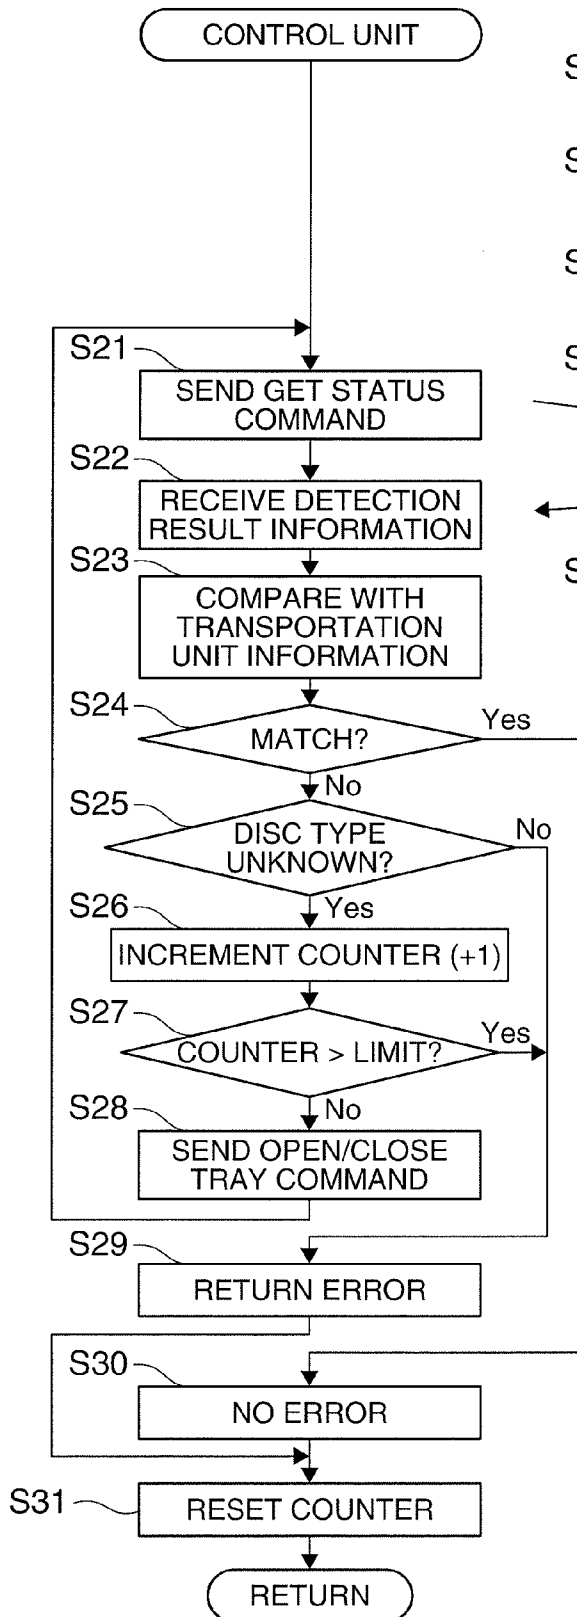 CONTROL UNIT
S
S
S
S21
S
SEND GET STATUS
COMMAND
S22
RECEIVE DETECTION
RESULT INFORMATION
S23
S
COMPARE WITH
TRANSPORTATION
UNIT INFORMATION
S24
Yes
MATCH?
No
S25
DISC TYPE
UNKNOWN?
No
S26
Yes
INCREMENT COUNTER (+1)
S27
Yes
COUNTER > LIMIT?
S28
No
SEND OPEN/CLOSE
TRAY COMMAND
S29
RETURN ERROR
S30
NO ERROR
S31
RESET COUNTER
RETURN